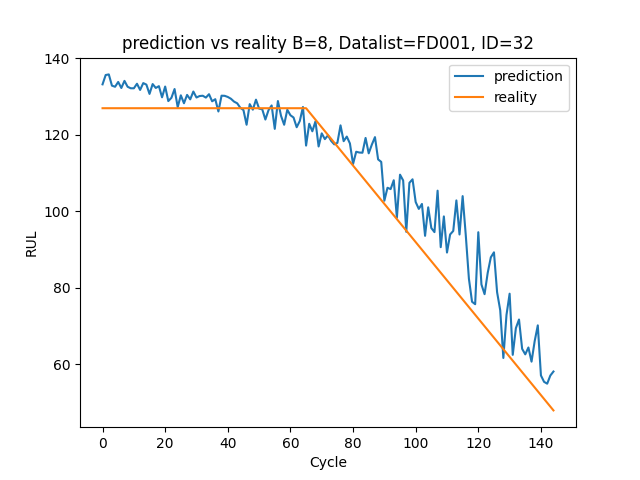 prediction vs reality B=8, Datalist=FD001, ID=32
prediction
reality
140
120
100
80
60
RUL
0 20 40 60 80 100 120 140
Cycle